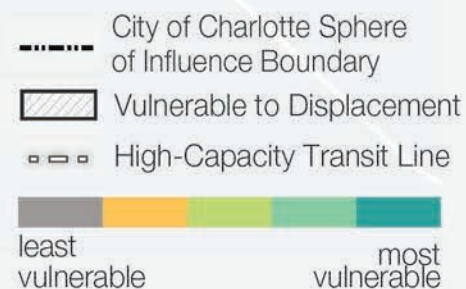 City of Charlotte Sphere
of Influence Boundary
Vulnerable to Displacement
High-Capacity Transit Line
least
vulnerable
most
vulnerable